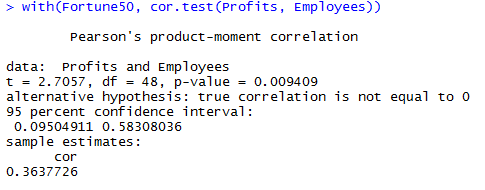 > with(Fortune50, cor.test(Profits, Employees))
Pearson's product-moment correlation
data:  Profits and Employees
t = 2.7057, df = 48, p-value = 0.009409
alternative hypothesis: true correlation is not equal to 0
95 percent confidence interval:
 0.09504911 0.58308036
sample estimates:
cor
0.3637726